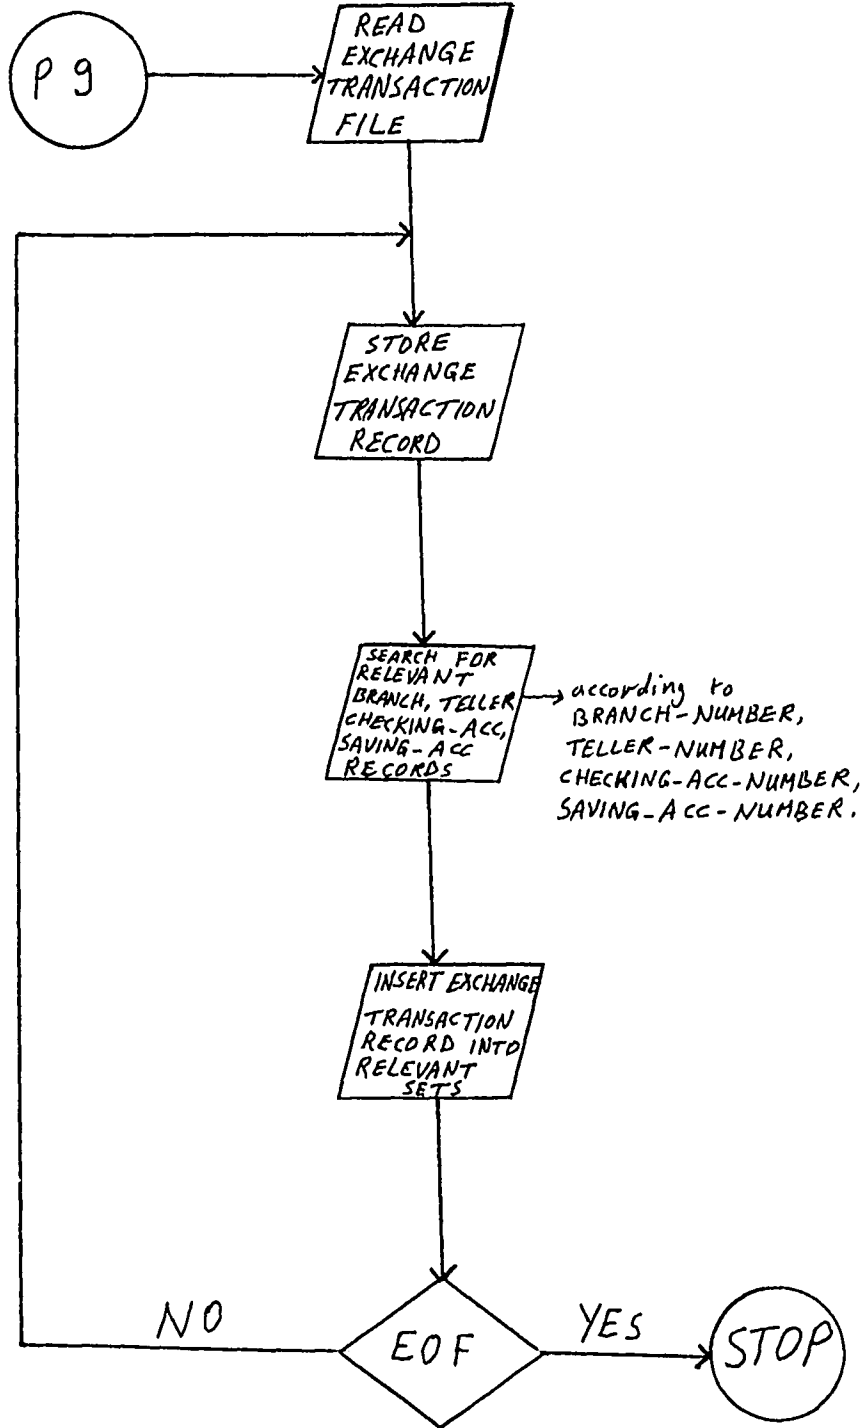 P 9
READ
EXCHANGE
TRANSACTION
FILE
STORE
EXCHANGE
TRANSACTION
RECORD
SEARCH FOR
RELEVANT
BRANCH, TELLER
CHECKING-ACC,
SAVING-ACC
RECORDS
according to
BRANCH-NUMBER,
TELLER-NUMBER,
CHECKING-ACC-NUMBER,
SAVING-ACC-NUMBER.
INSERT EXCHANGE
TRANSACTION
RECORD INTO
RELEVANT
SETS
EOF
NO
YES
STOP